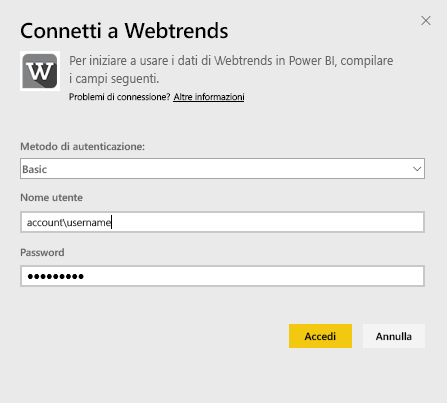 Connetti a Webtrends
W
Per iniziare a usare i dati di Webtrends in Power BI, compilare
i campi seguenti.
Problemi di connessione? Altre informazioni
Metodo di autenticazione:
Basic
Nome utente
account\username
Password
●●●●●●●●●
Accedi Annulla